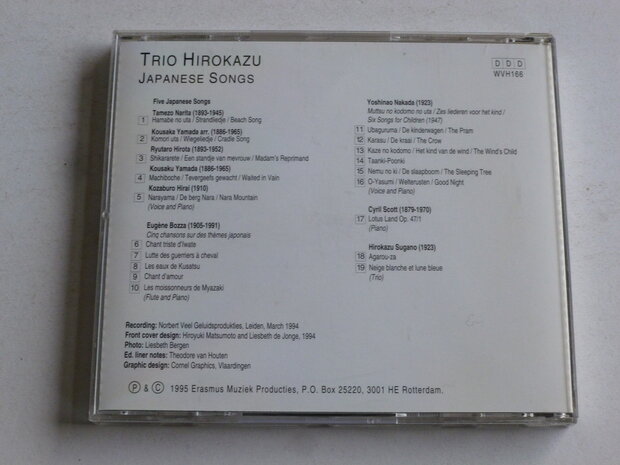 TRIO HIROKAZU
JAPANESE SONGS
D D D
WVH166
Five Japanese Songs
Tamezo Narita (1893-1945)
1 Hamabe no uta / Strandliedje / Beach Song
Kousaka Yamada arr. (1886-1965)
2 Komori uta / Wiegeliedje / Cradle Song
Ryutaro Hirota (1893-1952)
3 Shikararete / Een standje van mevrouw / Madam's Reprimand
Kousaku Yamada (1886-1965)
4 Machiboche / Tevergeefs gewacht / Waited in Vain
Kozaburo Hirai (1910)
5 Narayama / De berg Nara / Nara Mountain
(Voice and Piano)
Eugène Bozza (1905-1991)
Cinq chansons sur des thèmes japonais
6 Chant triste d'Iwate
7 Lutte des guerriers à cheval
8 Les eaux de Kusatsu
9 Chant d'amour
10 Les moissonneurs de Myazaki
(Flute and Piano)
Yoshinao Nakada (1923)
Muttsu no kodomo no uta / Zes liederen voor het kind /
Six Songs for Children (1947)
11 Ubaguruma / De kinderwagen / The Pram
12 Karasu / De kraai / The Crow
13 Kaze no kodomo / Het kind van de wind / The Wind's Child
14 Taanki-Poonki
15 Nemu no ki / De slaapboom / The Sleeping Tree
16 O-Yasumi / Welterusten / Good Night
(Voice and Piano)
Cyril Scott (1879-1970)
17 Lotus Land Op. 47/1
(Piano)
Hirokazu Sugano (1923)
18 Agarou-za
19 Neige blanche et lune bleue
(Trio)
Recording: Norbert Veel Geluidsprodukties, Leiden, March 1994
Front cover design: Hiroyuki Matsumoto and Liesbeth de Jonge, 1994
Photo: Liesbeth Bergen
Ed. liner notes: Theodore van Houten
Graphic design: Cornel Graphics, Vlaardingen
Ⓟ & Ⓒ 1995 Erasmus Muziek Producties, P.O. Box 25220, 3001 HE Rotterdam.